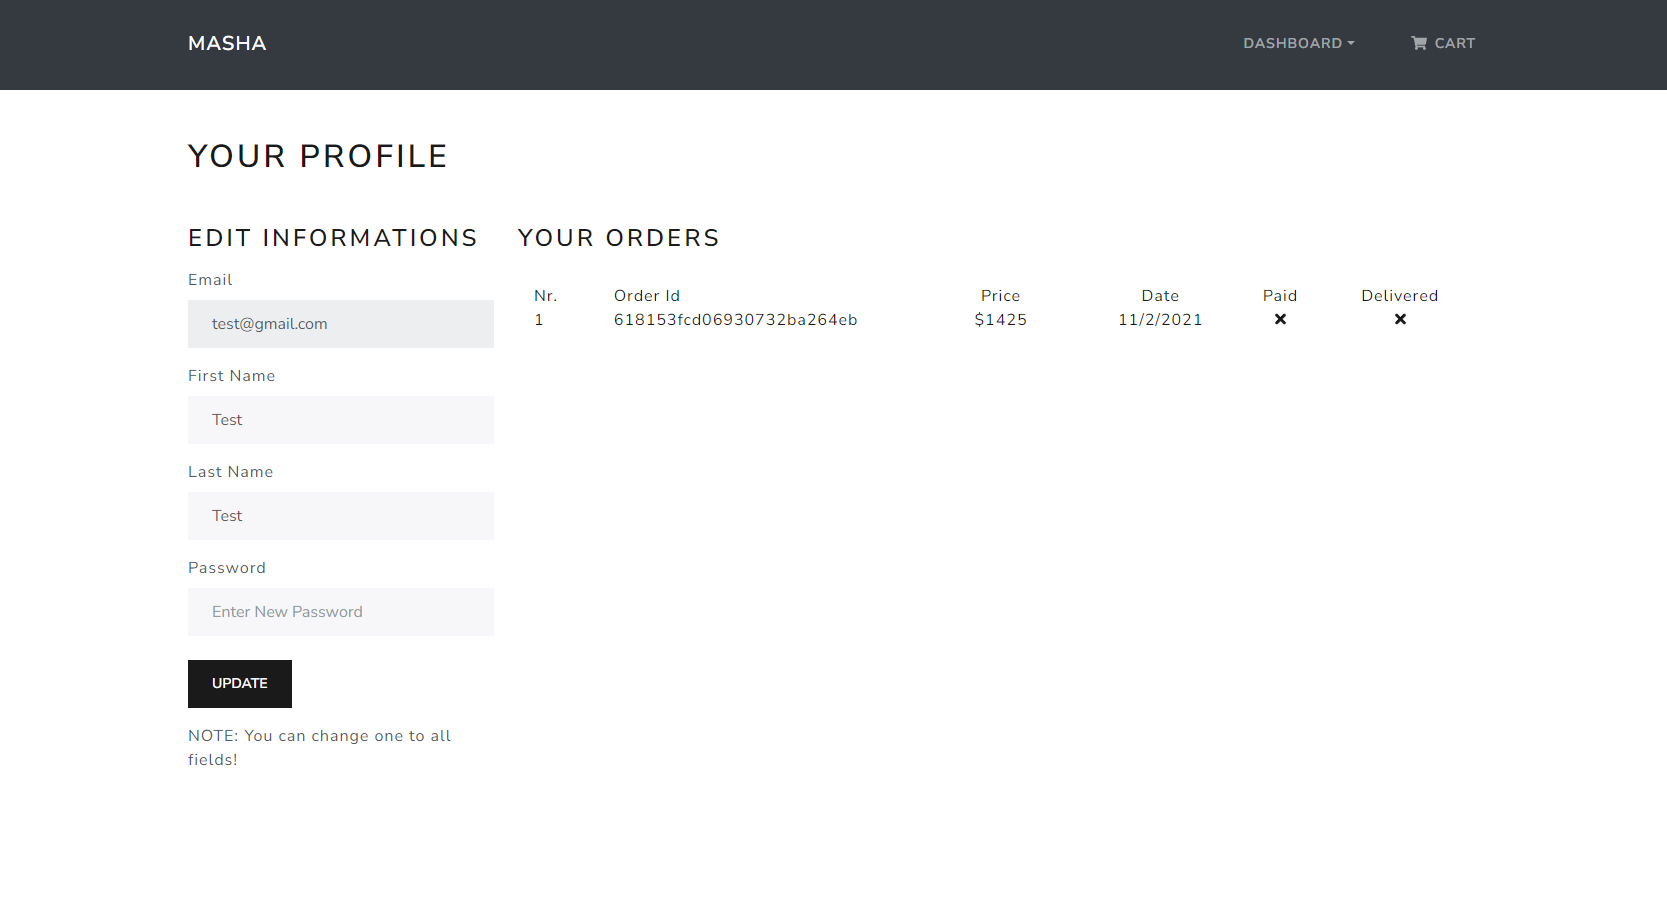 MASHA
DASHBOARD
CART
YOUR PROFILE
EDIT INFORMATIONS
Email
test@gmail.com
First Name
Test
Last Name
Test
Password
Enter New Password
UPDATE
NOTE: You can change one to all
fields!
YOUR ORDERS
Nr. Order Id Price Date Paid Delivered
1 618153fcd06930732ba264eb $1425 11/2/2021